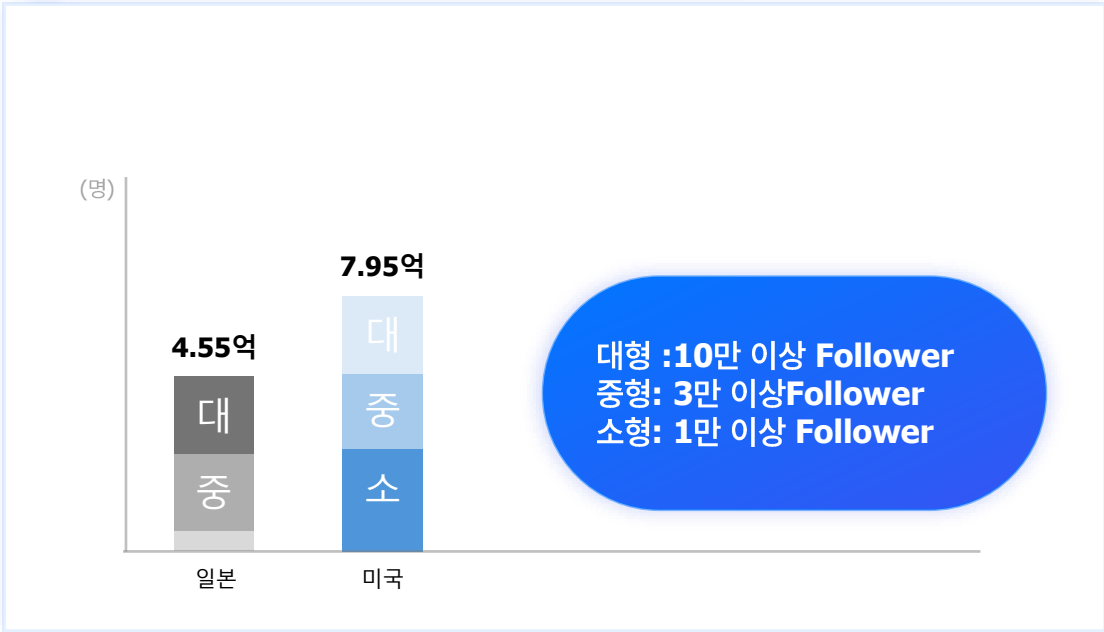 (명)
7.95억
4.55억
대
중
대
중
소
일본
미국
대형 :10만 이상 Follower
중형: 3만 이상Follower
소형: 1만 이상 Follower